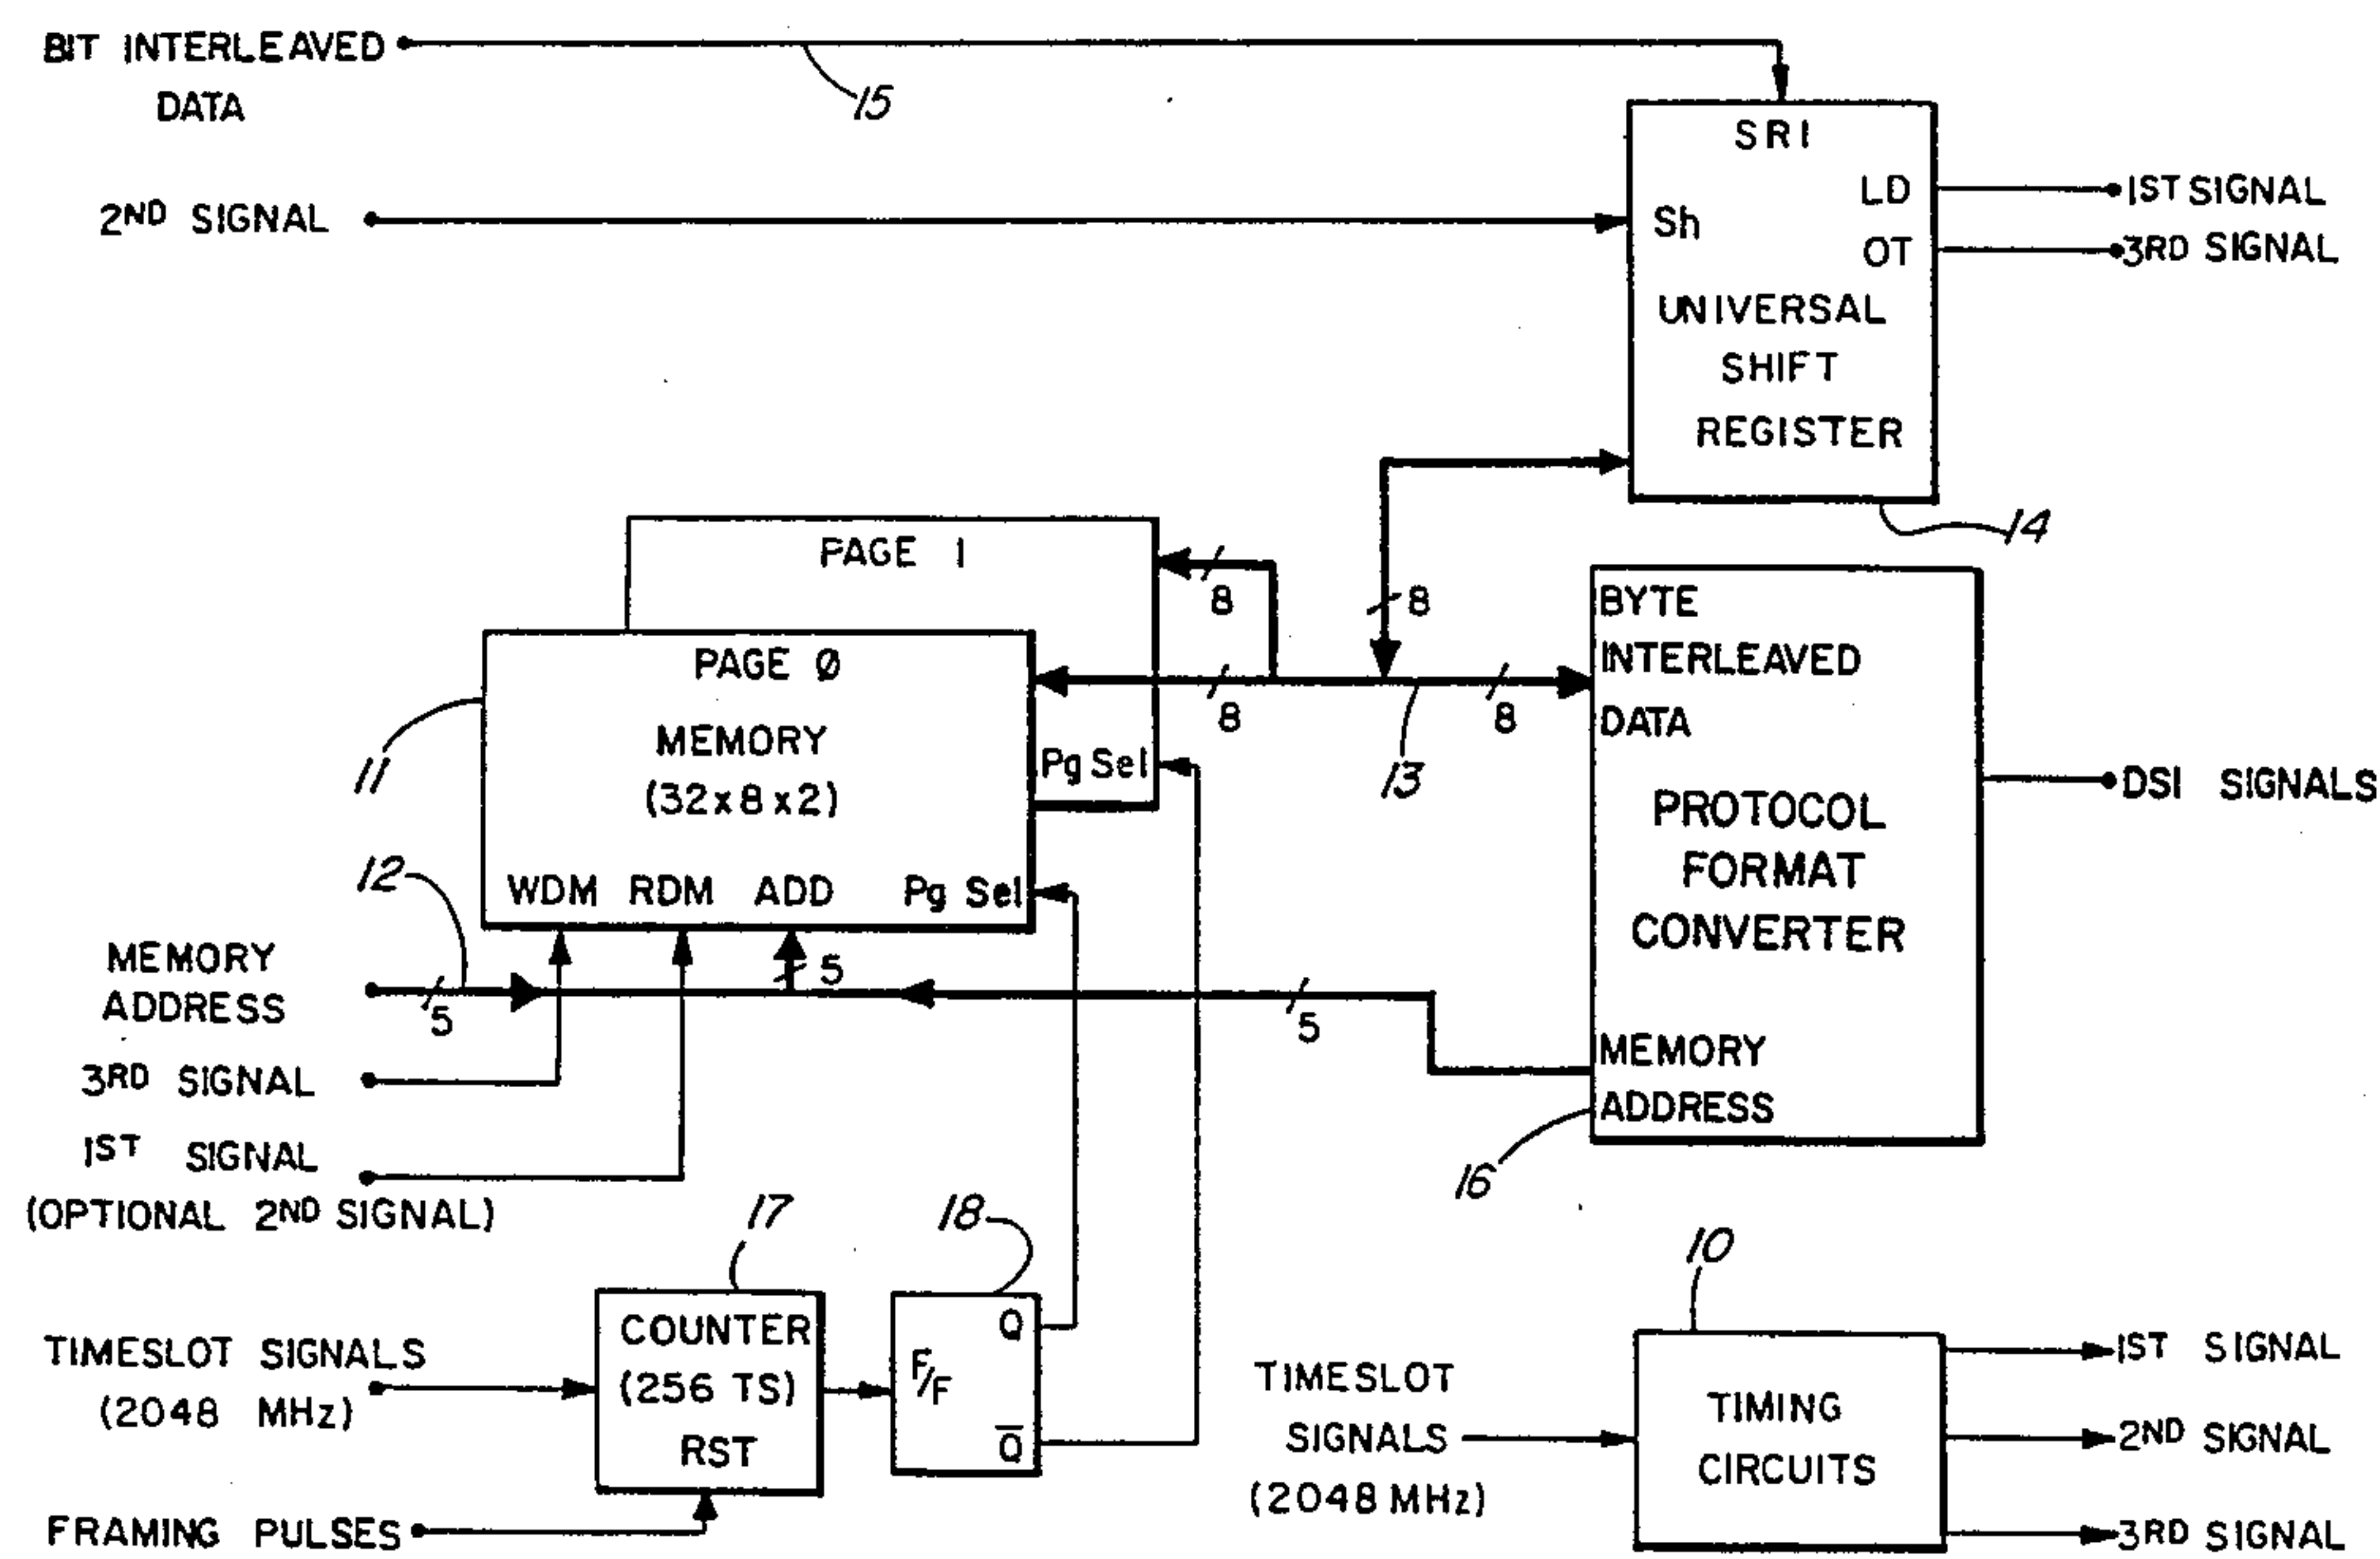 BIT INTERLEAVED
DATA
15
2ND SIGNAL
SRI
Sh
LD
OT
UNIVERSAL
SHIFT
REGISTER
1ST SIGNAL
3RD SIGNAL
14
PAGE 1
8
8
PAGE 0
MEMORY
(32x8x2)
8
8
13
Pg Sel
11
WDM RDM ADD Pg Sel
12
BYTE
INTERLEAVED
DATA
PROTOCOL
FORMAT
CONVERTER
MEMORY
ADDRESS
DSI SIGNALS
16
MEMORY
ADDRESS
5
5
5
3RD SIGNAL
1ST SIGNAL
(OPTIONAL 2ND SIGNAL)
17
18
10
TIMESLOT SIGNALS
(2048 MHz)
COUNTER
(256 TS)
RST
F/F
Q
Q̅
FRAMING PULSES
TIMESLOT
SIGNALS
(2048 MHz)
TIMING
CIRCUITS
1ST SIGNAL
2ND SIGNAL
3RD SIGNAL